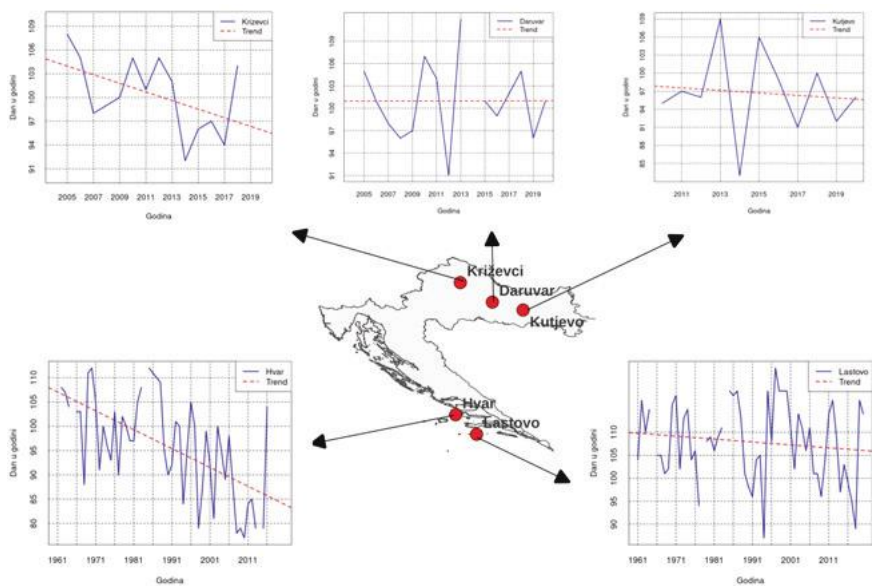 Krizevci
Trend
Dan u godini
109
106
103
100
97
94
91
2005
2007
2009
2011
2013
2015
2017
2019
Godina
Daruvar
Trend
Dan u godini
109
106
103
100
97
94
91
2005
2007
2009
2011
2013
2015
2017
2019
Godina
Kutjevo
Trend
Dan u godini
109
106
103
100
97
94
91
88
85
2011
2013
2015
2017
2019
Godina
Križevci
Daruvar
Kutjevo
Hvar
Lastovo
Hvar
Trend
Dan u godini
110
105
100
95
90
85
80
1961
1971
1981
1991
2001
2011
Godina
Lastovo
Trend
Dan u godini
110
105
100
95
90
1961
1971
1981
1991
2001
2011
Godina